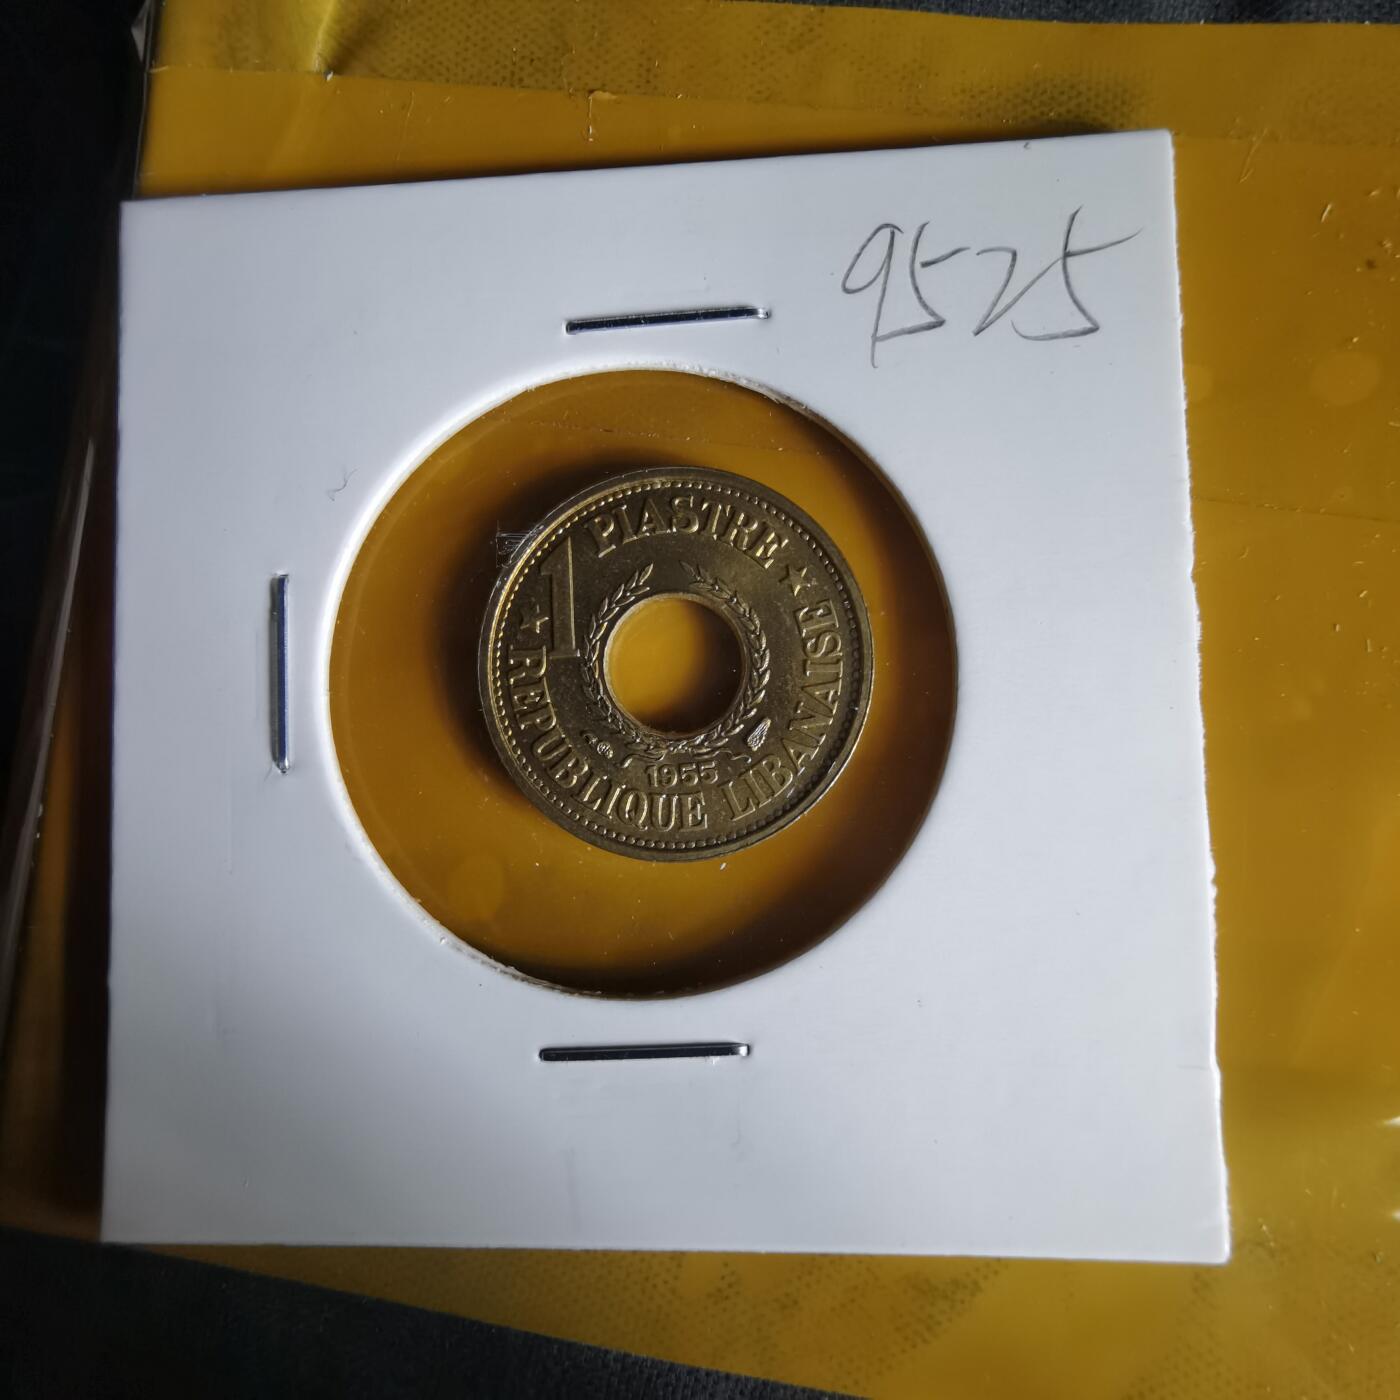 9525
1 PIASTRE
REPUBLIQUE LIBANAISE
1955